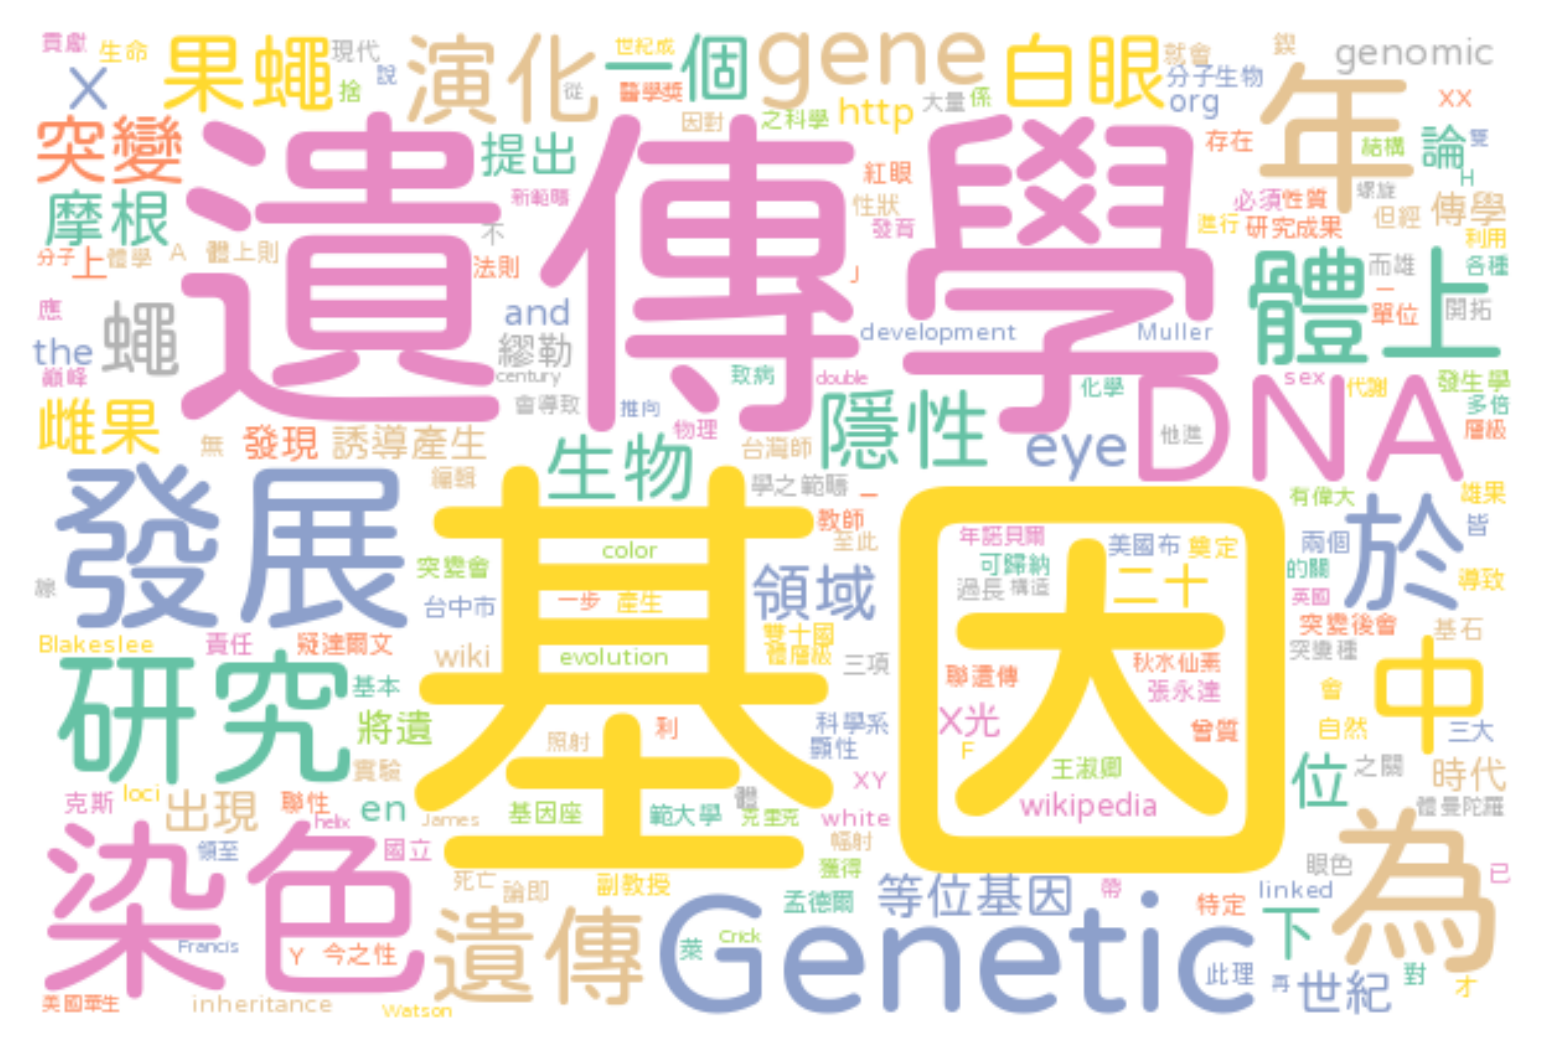 貢獻
生命
果蠅
現代
說
演化
世紀成
一個
gene
白眼
就會
鍥
genomic
X
捨
從
醫學獎
分子生物
org
大量
係
http
xx
因對
之科學
突變
遺傳學
提出
紅眼
存在
年
結構
論
雙
H
摩根
新範疇
性狀
必須
性質
螺旋
但經
傳學
不
發育
進行
研究成果
利用
分子
上
體學
A
體上則
法則
J
體上
而雄
各種
應
蠅
and
development
Muller
單位
開拓
the
繆勒
巔峰
century
致病
double
化學
DNA
sex
代謝
發生學
雌果
會導致
推向
隱性
多倍
無
發現
誘導產生
物理
台灣師
eye
他進
層級
生物
發展
編輯
學之範疇
一
基因
有偉大
雄果
教師
於
皆
至此
年諾貝爾
美國布
奠定
兩個
突變會
color
可歸納
二十
的關
線
領域
過長
構造
導致
台中市
一步
產生
英國
Blakeslee
責任
疑達爾文
雙十國
突變後會
基石
wiki
evolution
體層級
三項
聯遺傳
秋水仙素
突變種
中
研究
基本
張永達
會
將遺
利
科學系
X光
曾質
自然
三大
照射
顯性
F
實驗
XY
王淑卿
位
之關
時代
克斯
loci
出現
聯性
en
體
基因座
範大學
克里克
white
wikipedia
體曼陀羅
helix
James
幅射
染色
領至
國立
獲得
眼色
為
已
死亡
論即
副教授
孟德爾
等位基因
帶
linked
特定
下
遺傳
Genetic
Francis
Y
今之性
萊
Crick
此理
再
世紀
對
才
美國華生
inheritance
Watson